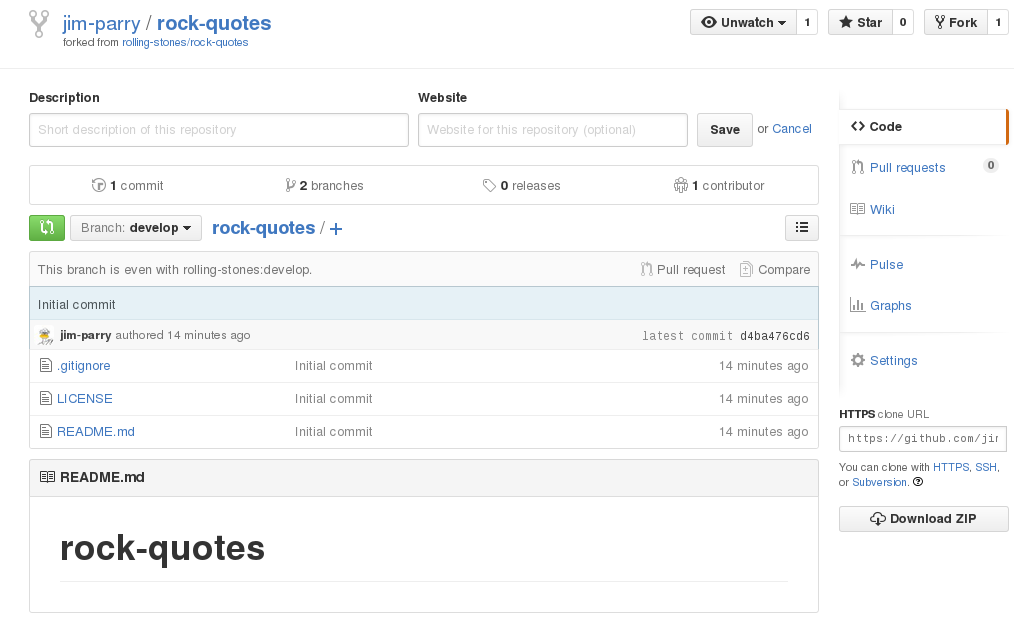 jim-parry / rock-quotes
forked from rolling-stones/rock-quotes
Unwatch 1 Star 0 Fork 1
Description Website
Short description of this repository Website for this repository (optional) Save or Cancel
1 commit 2 branches 0 releases 1 contributor
Branch: develop rock-quotes / +
This branch is even with rolling-stones:develop. Pull request Compare
Initial commit
jim-parry authored 14 minutes ago latest commit d4ba476cd6
.gitignore Initial commit 14 minutes ago
LICENSE Initial commit 14 minutes ago
README.md Initial commit 14 minutes ago
README.md
rock-quotes
Code
Pull requests 0
Wiki
Pulse
Graphs
Settings
HTTPS clone URL
https://github.com/jim
You can clone with HTTPS, SSH,
or Subversion.
Download ZIP